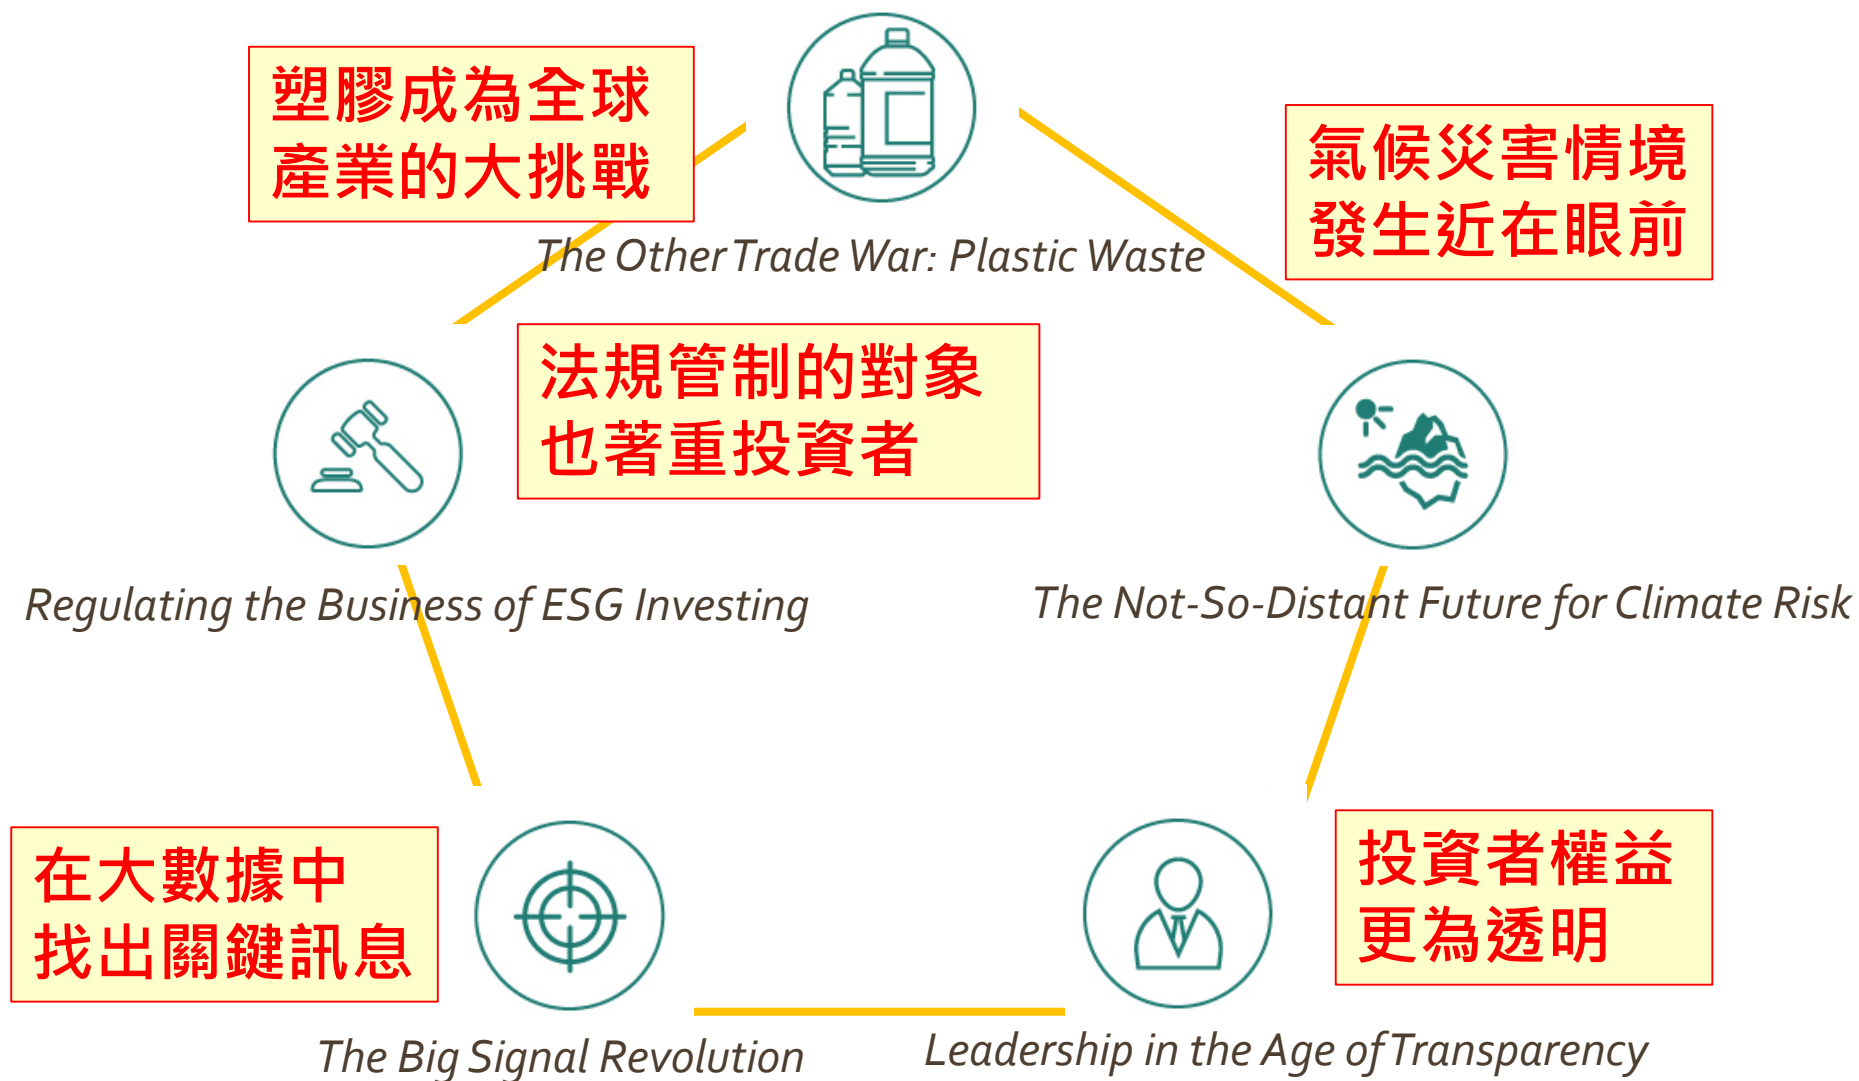 塑膠成為全球
產業的大挑戰
The Other Trade War: Plastic Waste
氣候災害情境
發生近在眼前
法規管制的對象
也著重投資者
Regulating the Business of ESG Investing
The Not-So-Distant Future for Climate Risk
在大數據中
找出關鍵訊息
The Big Signal Revolution
投資者權益
更為透明
Leadership in the Age of Transparency